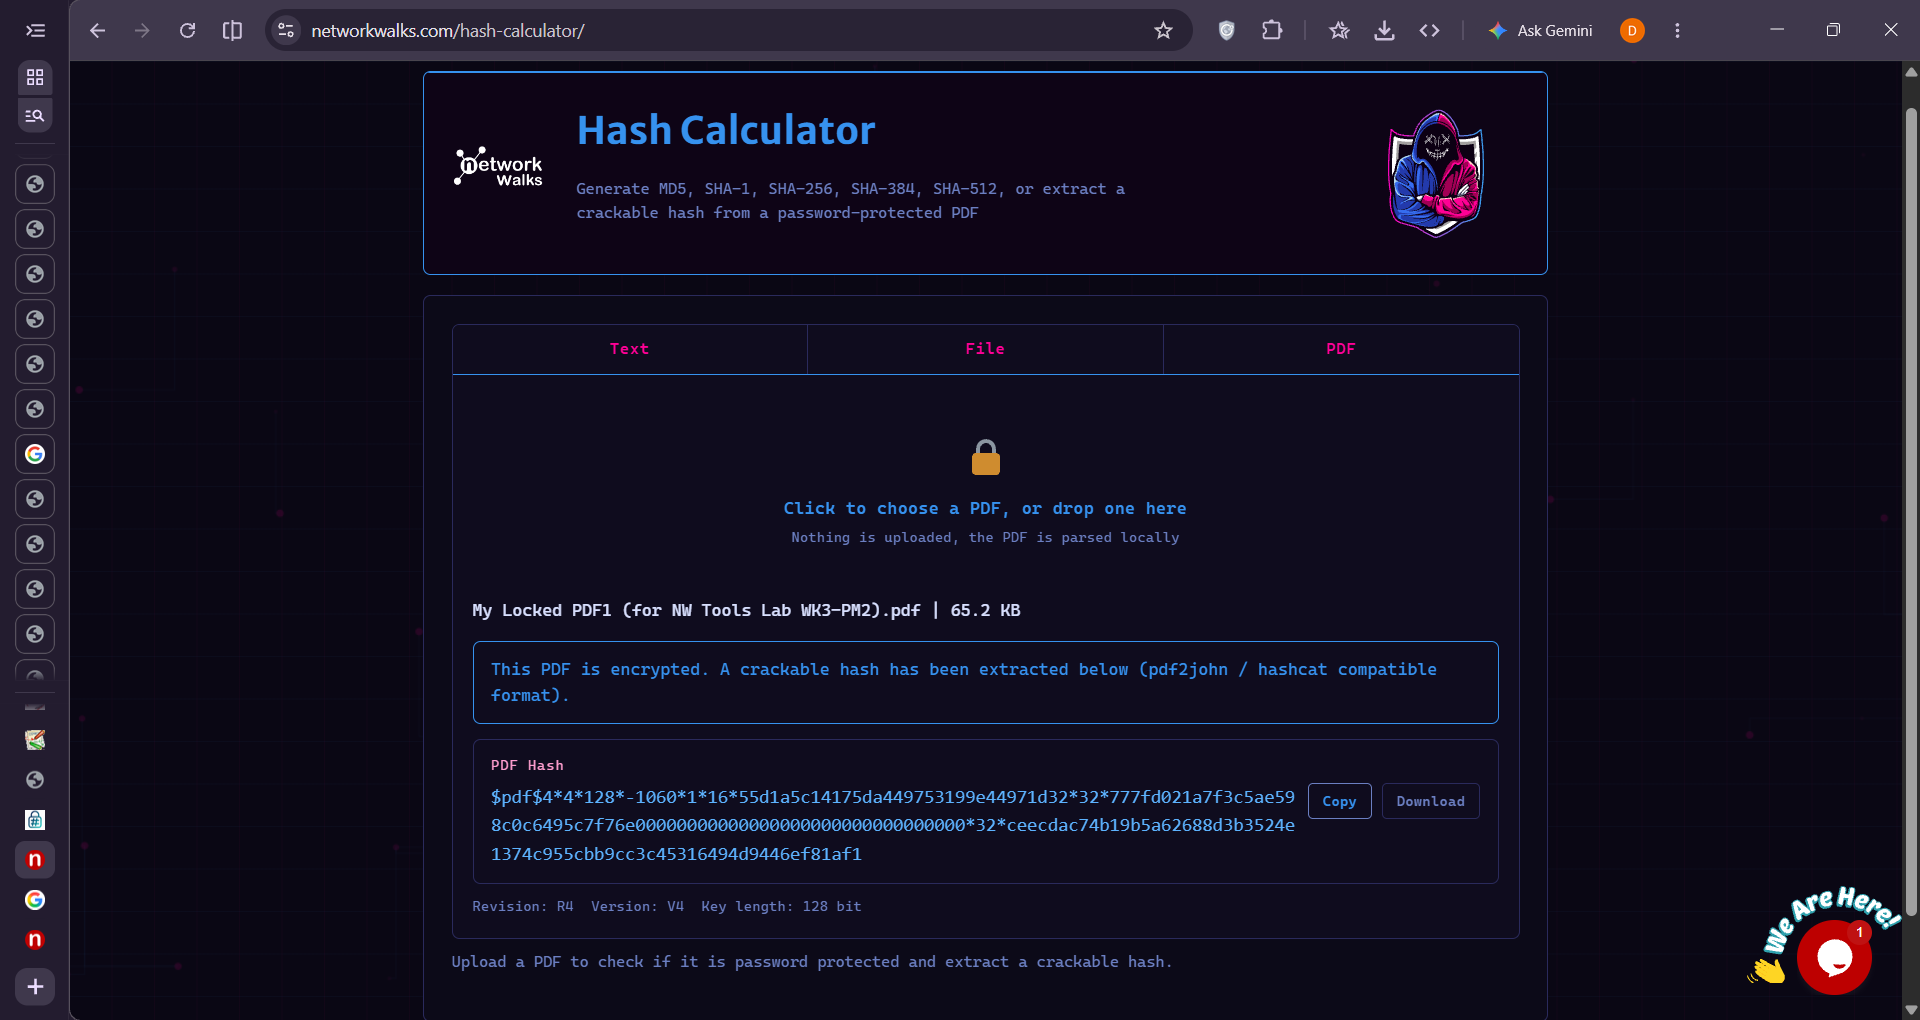 networkwalks.com/hash-calculator/
Ask Gemini
D
Hash Calculator
network
Walks
Generate MD5, SHA-1, SHA-256, SHA-384, SHA-512, or extract a
crackable hash from a password-protected PDF
Text
File
PDF
Click to choose a PDF, or drop one here
Nothing is uploaded, the PDF is parsed locally
My Locked PDF1 (for NW Tools Lab WK3-PM2).pdf | 65.2 KB
This PDF is encrypted. A crackable hash has been extracted below (pdf2john / hashcat compatible
format).
PDF Hash
$pdf$4*4*128*-1060*1*16*55d1a5c14175da449753199e44971d32*32*777fd021a7f3c5ae59
8c0c6495c7f76e00000000000000000000000000000000*32*ceecdac74b19b5a62688d3b3524e
1374c955cbb9cc3c45316494d9446ef81af1
Copy
Download
Revision: R4 Version: V4 Key length: 128 bit
Upload a PDF to check if it is password protected and extract a crackable hash.
We Are Here!
1
n
n